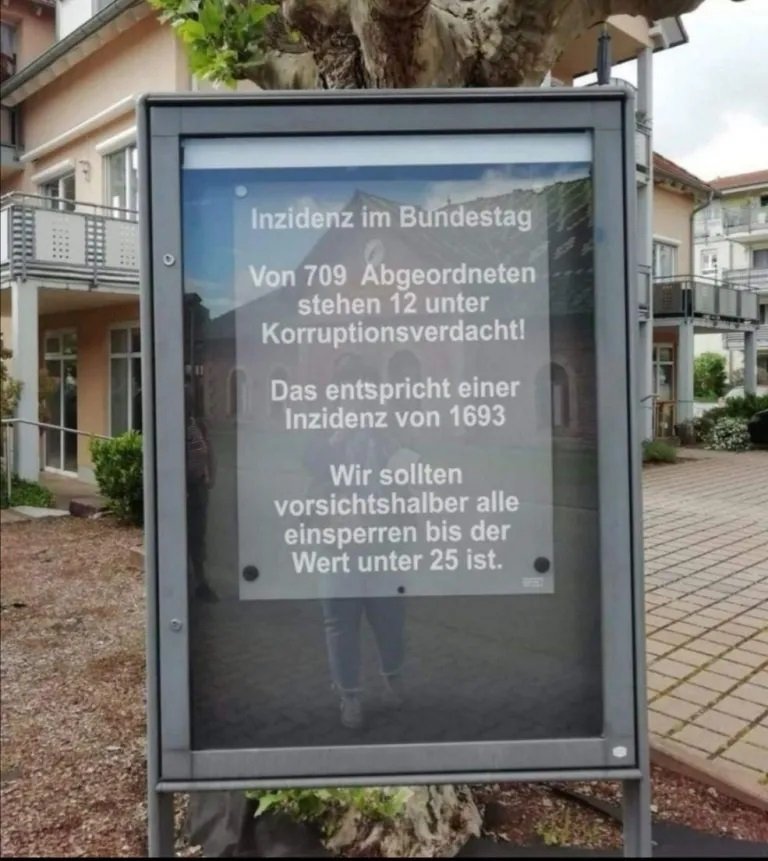 Inzidenz im Bundestag
Von 709 Abgeordneten
stehen 12 unter
Korruptionsverdacht!
Das entspricht einer
Inzidenz von 1693
Wir sollten
vorsichtshalber alle
einsperren bis der
Wert unter 25 ist.